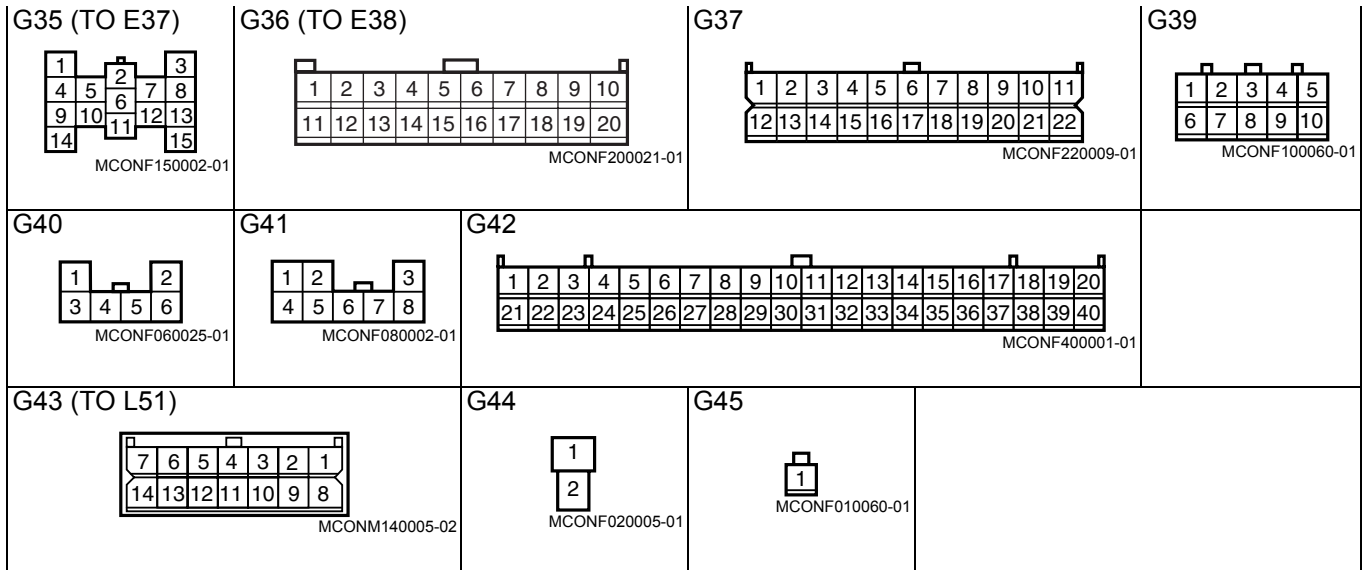 G35 (TO E37)
1 3
2
4 5 7 8
6
9 10 12 13
11
14 15
MCONF150002-01
G36 (TO E38)
1 2 3 4 5 6 7 8 9 10
11 12 13 14 15 16 17 18 19 20
MCONF200021-01
G37
1 2 3 4 5 6 7 8 9 10 11
12 13 14 15 16 17 18 19 20 21 22
MCONF220009-01
G39
1 2 3 4 5
6 7 8 9 10
MCONF100060-01
G40
1 2
3 4 5 6
MCONF060025-01
G41
1 2 3
4 5 6 7 8
MCONF080002-01
G42
1 2 3 4 5 6 7 8 9 10 11 12 13 14 15 16 17 18 19 20
21 22 23 24 25 26 27 28 29 30 31 32 33 34 35 36 37 38 39 40
MCONF400001-01
G43 (TO L51)
7 6 5 4 3 2 1
14 13 12 11 10 9 8
MCONM140005-02
G44
1
2
MCONF020005-01
G45
1
MCONF010060-01